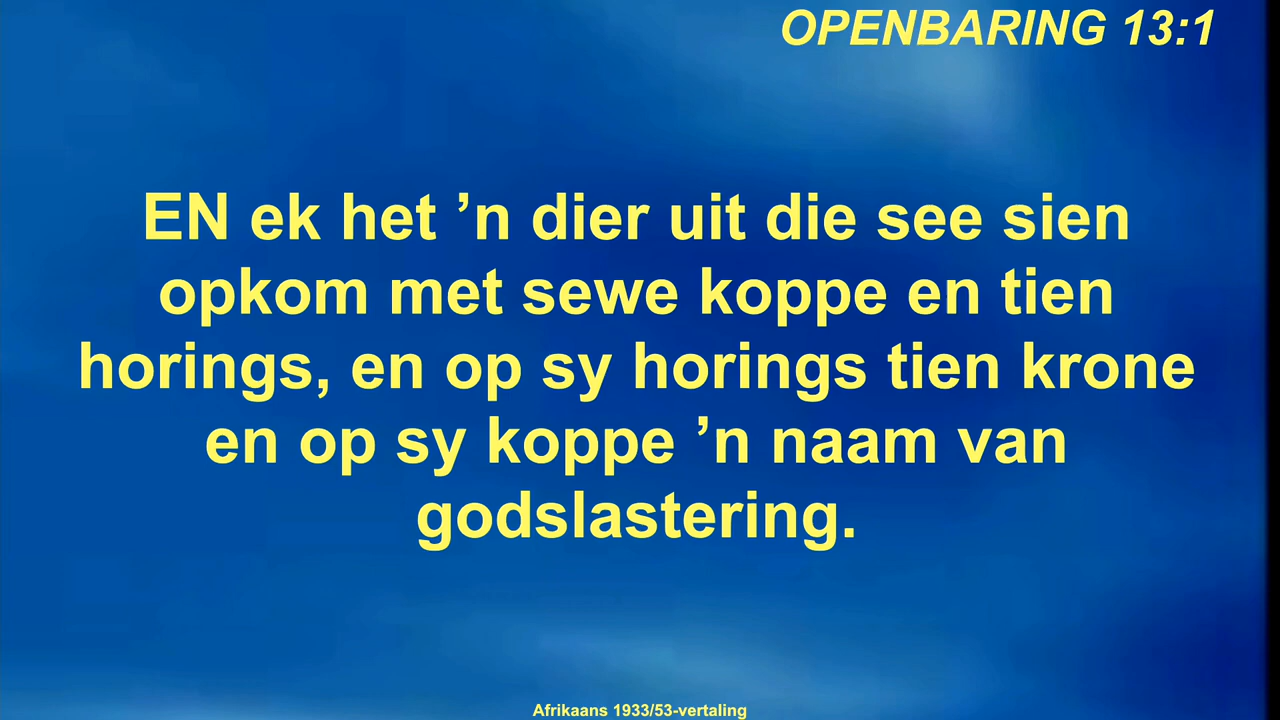 OPENBARING 13:1
EN ek het ’n dier uit die see sien
opkom met sewe koppe en tien
horings, en op sy horings tien krone
en op sy koppe ’n naam van
godslastering.
Afrikaans 1933/53-vertaling